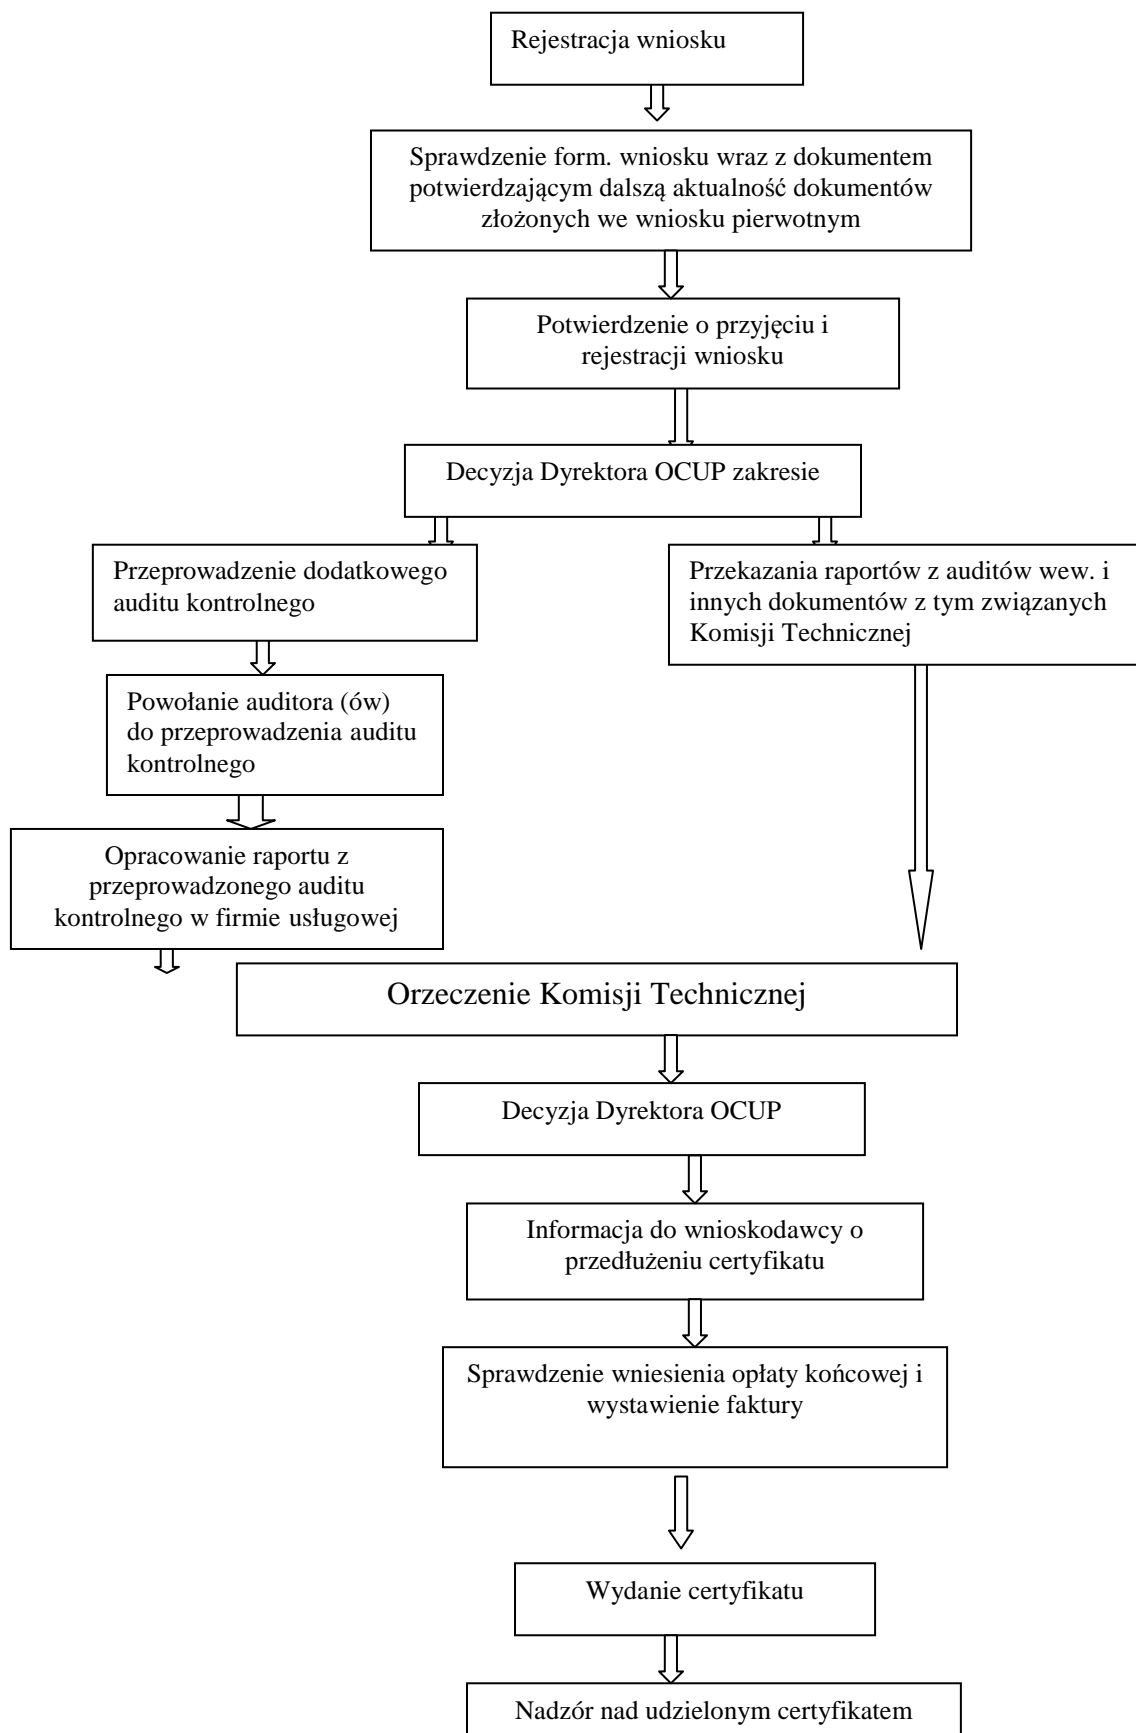 Rejestracja wniosku
Sprawdzenie form. wniosku wraz z dokumentem
potwierdzającym dalszą aktualność dokumentów
złożonych we wniosku pierwotnym
Potwierdzenie o przyjęciu i
rejestracji wniosku
Decyzja Dyrektora OCUP zakresie
Przeprowadzenie dodatkowego
auditu kontrolnego
Przekazania raportów z auditów wew. i
innych dokumentów z tym związanych
Komisji Technicznej
Powołanie auditora (ów)
do przeprowadzenia auditu
kontrolnego
Opracowanie raportu z
przeprowadzonego auditu
kontrolnego w firmie usługowej
Orzeczenie Komisji Technicznej
Decyzja Dyrektora OCUP
Informacja do wnioskodawcy o
przedłużeniu certyfikatu
Sprawdzenie wniesienia opłaty końcowej i
wystawienie faktury
Wydanie certyfikatu
Nadzór nad udzielonym certyfikatem